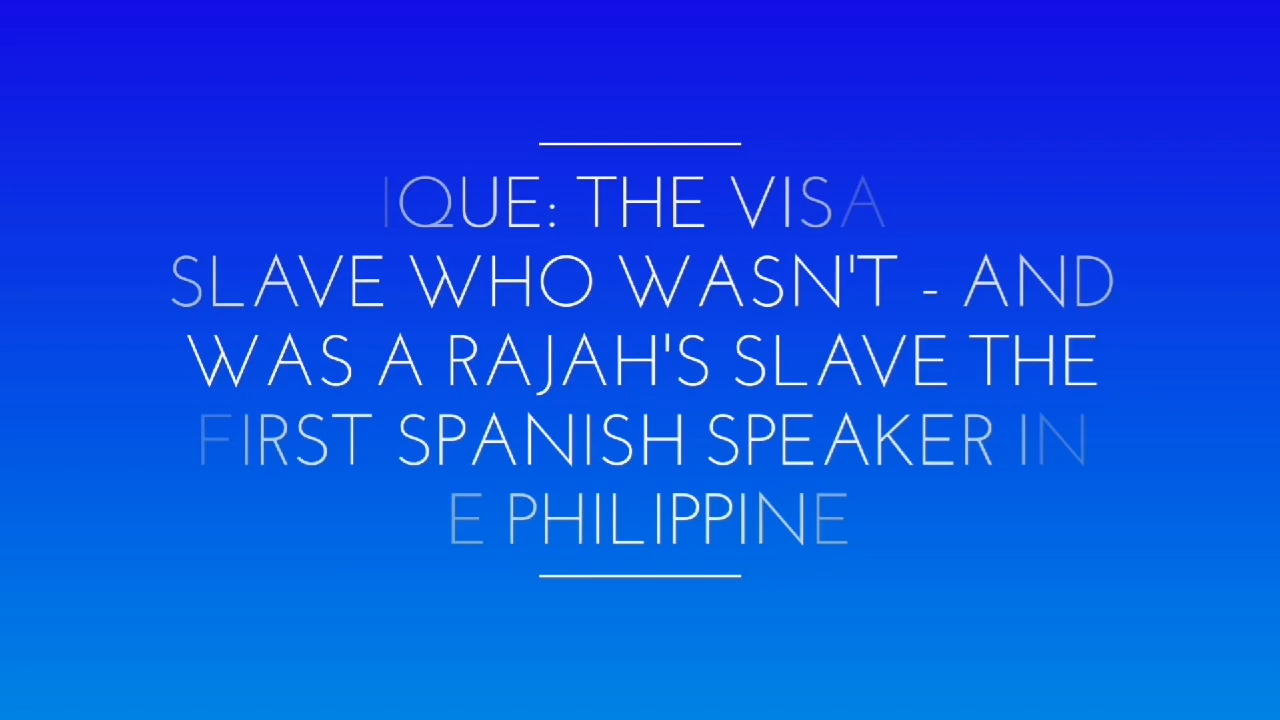 IQUE: THE VISA
SLAVE WHO WASN'T - AND
WAS A RAJAH'S SLAVE THE
FIRST SPANISH SPEAKER IN
E PHILIPPINE